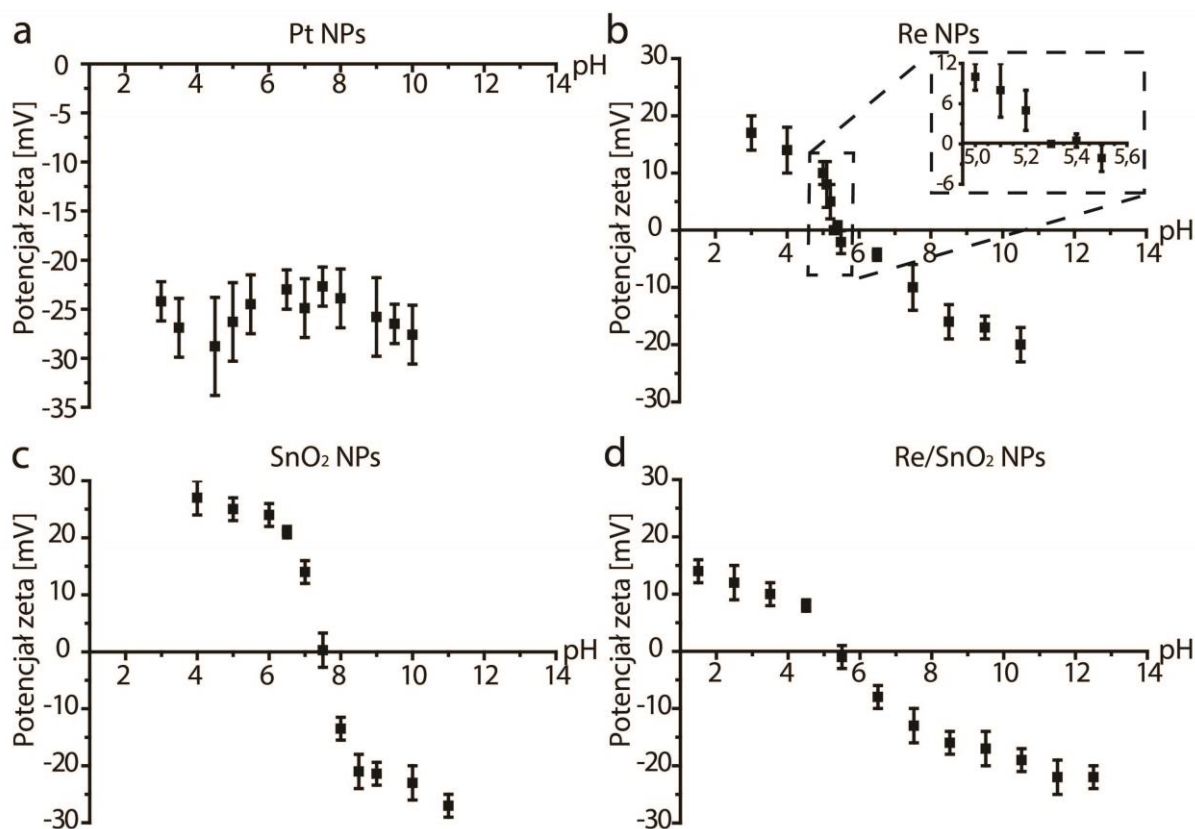 a
Pt NPs
0
2 4 6 8 10 12 14
pH
-5
-10
-15
-20
-25
-30
-35
Potencjał zeta [mV]
b
Re NPs
30
20
10
0
-10
-20
-30
2 4 6 8 10 12 14
pH
Potencjał zeta [mV]
12
6
0
-6
5,0 5,2 5,4 5,6
c
SnO₂ NPs
30
20
10
0
-10
-20
-30
2 4 6 8 10 12 14
pH
Potencjał zeta [mV]
d
Re/SnO₂ NPs
30
20
10
0
-10
-20
-30
2 4 6 8 10 12 14
pH
Potencjał zeta [mV]